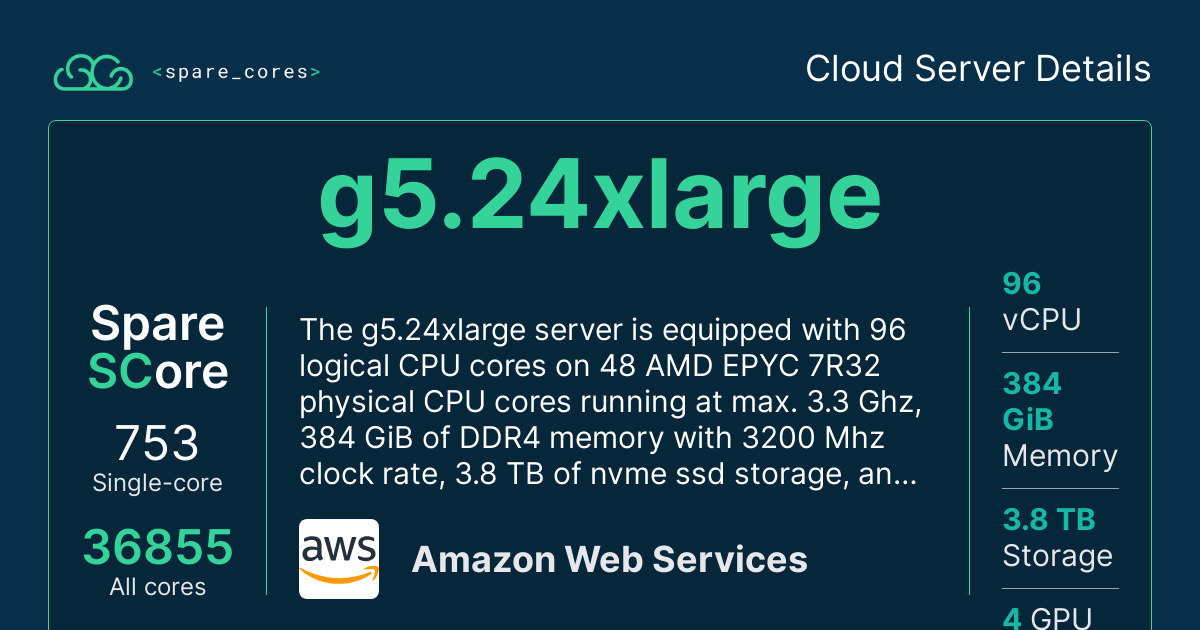 <spare_cores>
Cloud Server Details
g5.24xlarge
Spare
SCore
753
Single-core
36855
All cores
The g5.24xlarge server is equipped with 96
logical CPU cores on 48 AMD EPYC 7R32
physical CPU cores running at max. 3.3 Ghz,
384 GiB of DDR4 memory with 3200 Mhz
clock rate, 3.8 TB of nvme ssd storage, an...
aws
Amazon Web Services
96
vCPU
384
GiB
Memory
3.8 TB
Storage
4 GPU